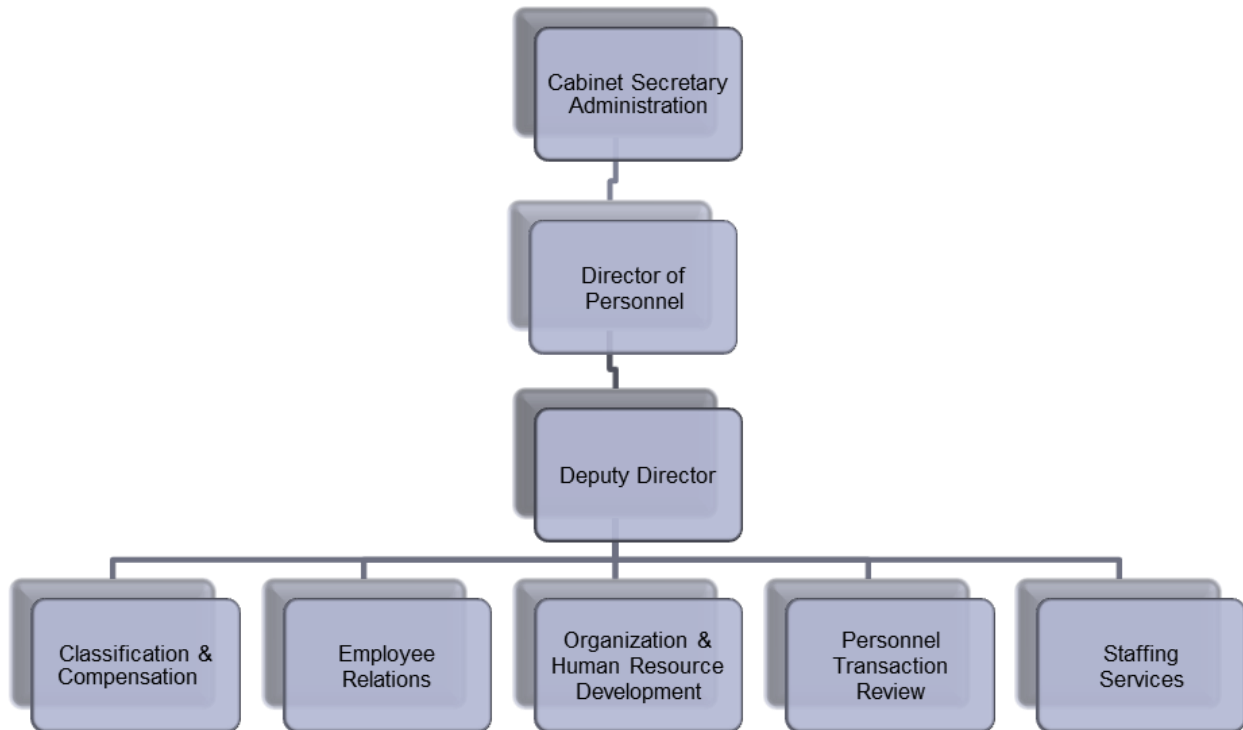 Cabinet Secretary
Administration
Director of
Personnel
Deputy Director
Classification &
Compensation
Employee
Relations
Organization &
Human Resource
Development
Personnel
Transaction
Review
Staffing
Services